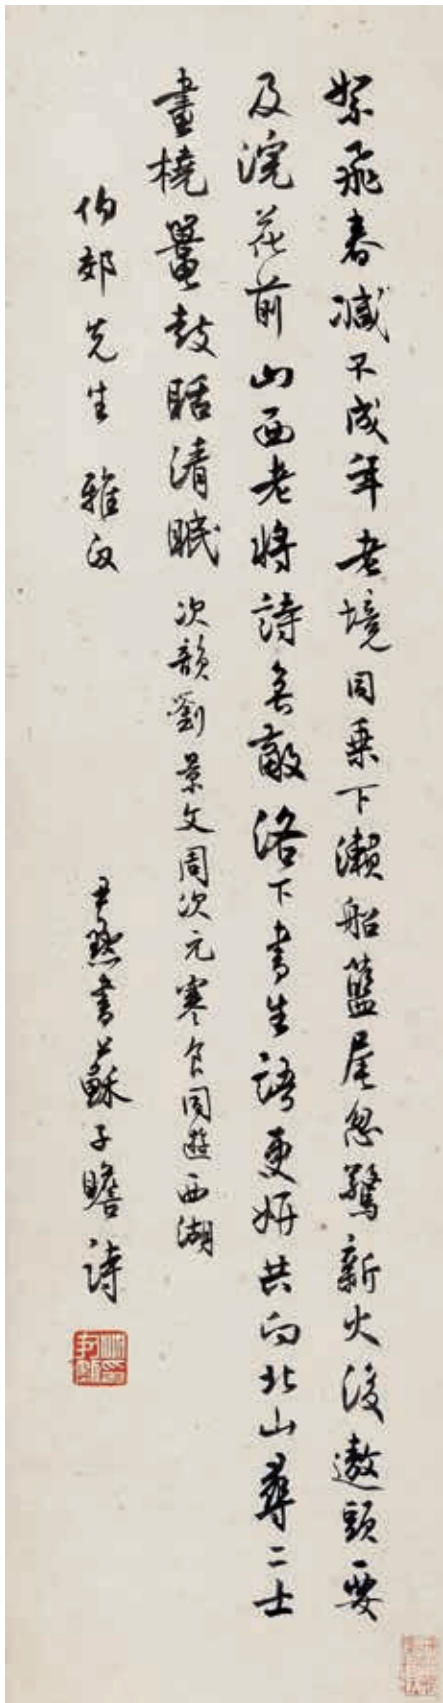 絮飛春減不成年老境同乘下瀨船藍尾忽驚新火後遨頭要
及浣花前山西老將詩無敵洛下書生語更妍共向北山尋二士
畫橈鼉鼓聒清眠 次韻劉景文周次元寒食同遊西湖
伯郊先生 雅政
尹默書蘇子瞻詩